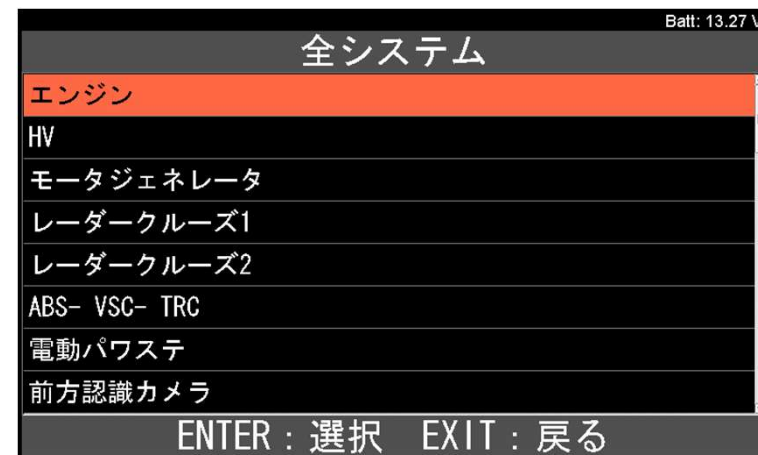 Batt: 13.27 V
全システム
エンジン
HV
モータジェネレータ
レーダークルーズ1
レーダークルーズ2
ABS- VSC- TRC
電動パワステ
前方認識カメラ
ENTER：選択　EXIT：戻る